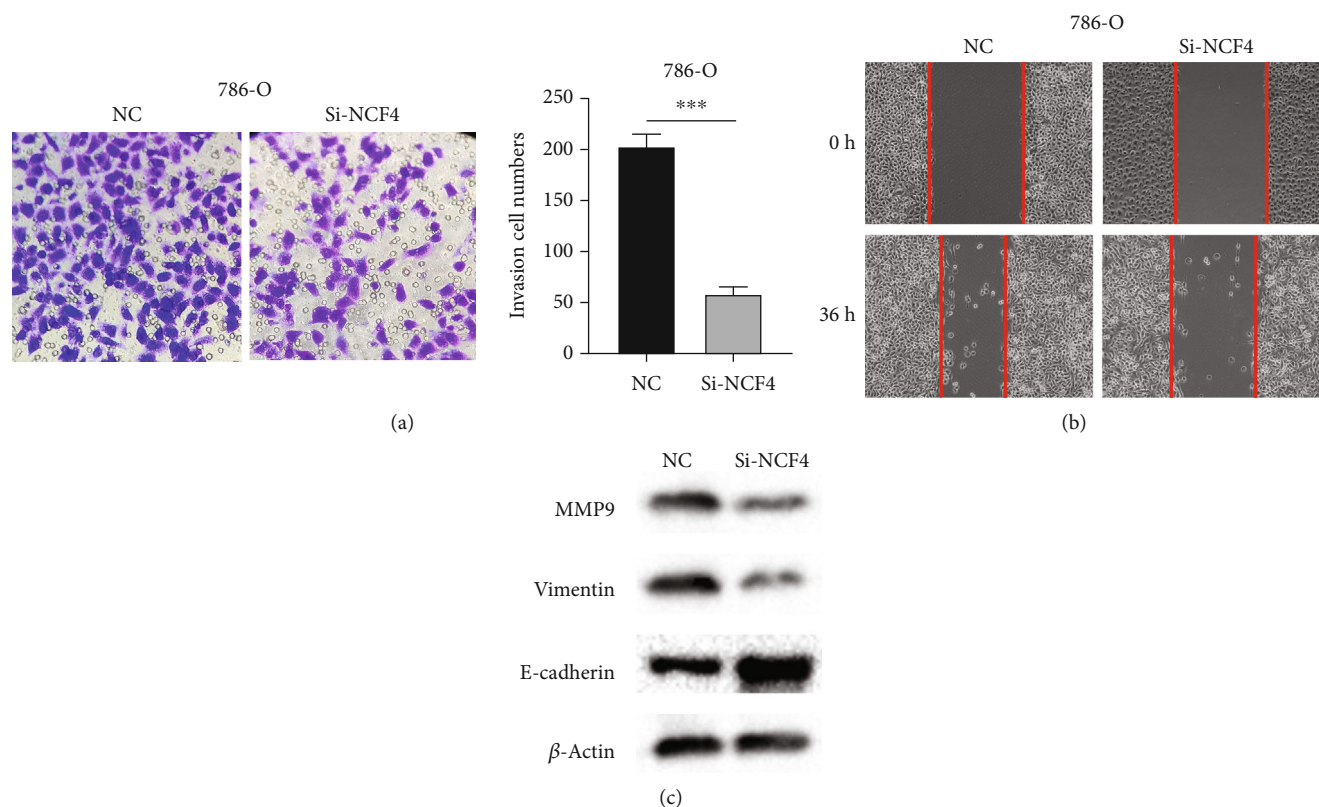 786-O
NC Si-NCF4
786-O
250
200
150
100
50
0
Invasion cell numbers
***
NC Si-NCF4
(a)
786-O
NC Si-NCF4
0 h
36 h
(b)
NC Si-NCF4
MMP9
Vimentin
E-cadherin
β-Actin
(c)